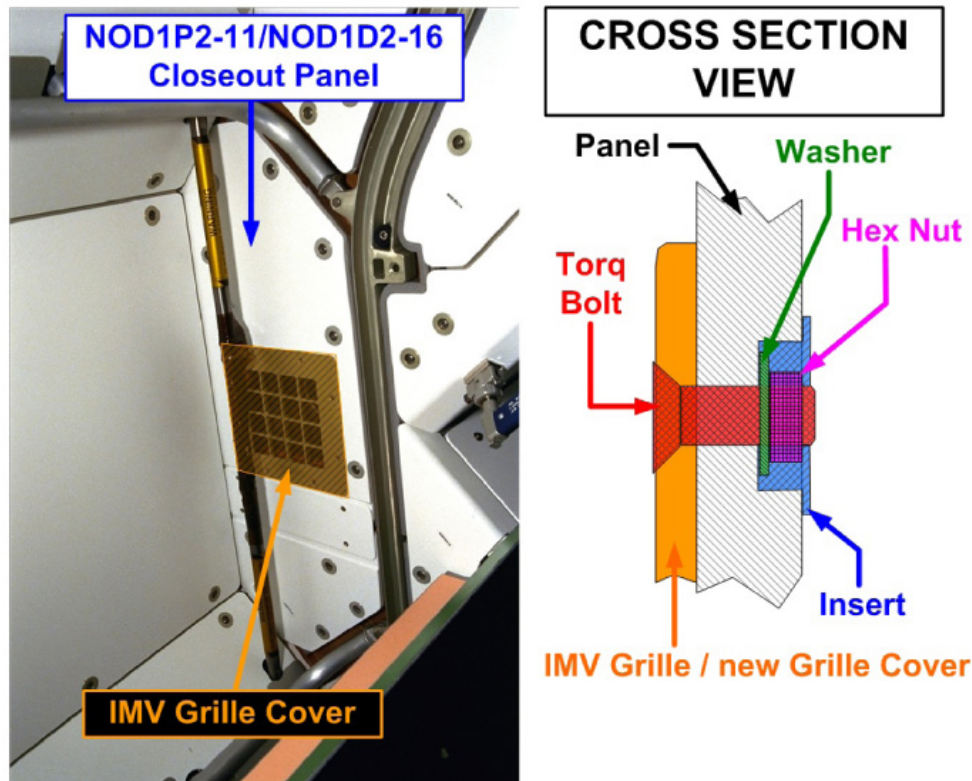 NOD1P2-11/NOD1D2-16
Closeout Panel
IMV Grille Cover
CROSS SECTION
VIEW
Panel
Washer
Hex Nut
Torq
Bolt
Insert
IMV Grille / new Grille Cover